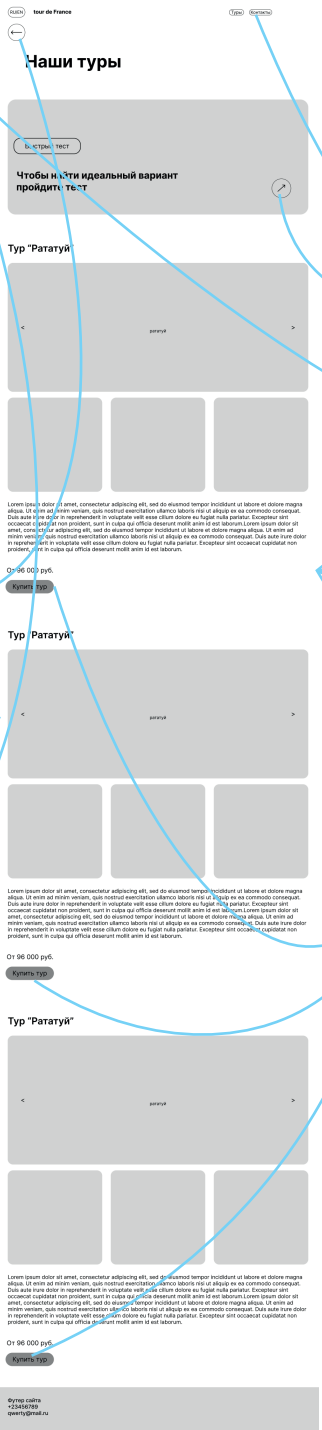 RU/EN tour de France Туры Контакты
Наши туры
Быстрый тест
Чтобы найти идеальный вариант
пройдите тест
Тур "Рататуй"
< рататуй >
Lorem ipsum dolor sit amet, consectetur adipiscing elit, sed do eiusmod tempor incididunt ut labore et dolore magna
aliqua. Ut enim ad minim veniam, quis nostrud exercitation ullamco laboris nisi ut aliquip ex ea commodo consequat.
Duis aute irure dolor in reprehenderit in voluptate velit esse cillum dolore eu fugiat nulla pariatur. Excepteur sint
occaecat cupidatat non proident, sunt in culpa qui officia deserunt mollit anim id est laborum.Lorem ipsum dolor sit
amet, consectetur adipiscing elit, sed do eiusmod tempor incididunt ut labore et dolore magna aliqua. Ut enim ad
minim veniam, quis nostrud exercitation ullamco laboris nisi ut aliquip ex ea commodo consequat. Duis aute irure dolor
in reprehenderit in voluptate velit esse cillum dolore eu fugiat nulla pariatur. Excepteur sint occaecat cupidatat non
proident, sunt in culpa qui officia deserunt mollit anim id est laborum.
От 96 000 руб.
Купить тур
Тур "Рататуй"
< рататуй >
Lorem ipsum dolor sit amet, consectetur adipiscing elit, sed do eiusmod tempor incididunt ut labore et dolore magna
aliqua. Ut enim ad minim veniam, quis nostrud exercitation ullamco laboris nisi ut aliquip ex ea commodo consequat.
Duis aute irure dolor in reprehenderit in voluptate velit esse cillum dolore eu fugiat nulla pariatur. Excepteur sint
occaecat cupidatat non proident, sunt in culpa qui officia deserunt mollit anim id est laborum.Lorem ipsum dolor sit
amet, consectetur adipiscing elit, sed do eiusmod tempor incididunt ut labore et dolore magna aliqua. Ut enim ad
minim veniam, quis nostrud exercitation ullamco laboris nisi ut aliquip ex ea commodo consequat. Duis aute irure dolor
in reprehenderit in voluptate velit esse cillum dolore eu fugiat nulla pariatur. Excepteur sint occaecat cupidatat non
proident, sunt in culpa qui officia deserunt mollit anim id est laborum.
От 96 000 руб.
Купить тур
Тур "Рататуй"
< рататуй >
Lorem ipsum dolor sit amet, consectetur adipiscing elit, sed do eiusmod tempor incididunt ut labore et dolore magna
aliqua. Ut enim ad minim veniam, quis nostrud exercitation ullamco laboris nisi ut aliquip ex ea commodo consequat.
Duis aute irure dolor in reprehenderit in voluptate velit esse cillum dolore eu fugiat nulla pariatur. Excepteur sint
occaecat cupidatat non proident, sunt in culpa qui officia deserunt mollit anim id est laborum.Lorem ipsum dolor sit
amet, consectetur adipiscing elit, sed do eiusmod tempor incididunt ut labore et dolore magna aliqua. Ut enim ad
minim veniam, quis nostrud exercitation ullamco laboris nisi ut aliquip ex ea commodo consequat. Duis aute irure dolor
in reprehenderit in voluptate velit esse cillum dolore eu fugiat nulla pariatur. Excepteur sint occaecat cupidatat non
proident, sunt in culpa qui officia deserunt mollit anim id est laborum.
От 96 000 руб.
Купить тур
Футер сайта
+23456789
qwerty@mail.ru